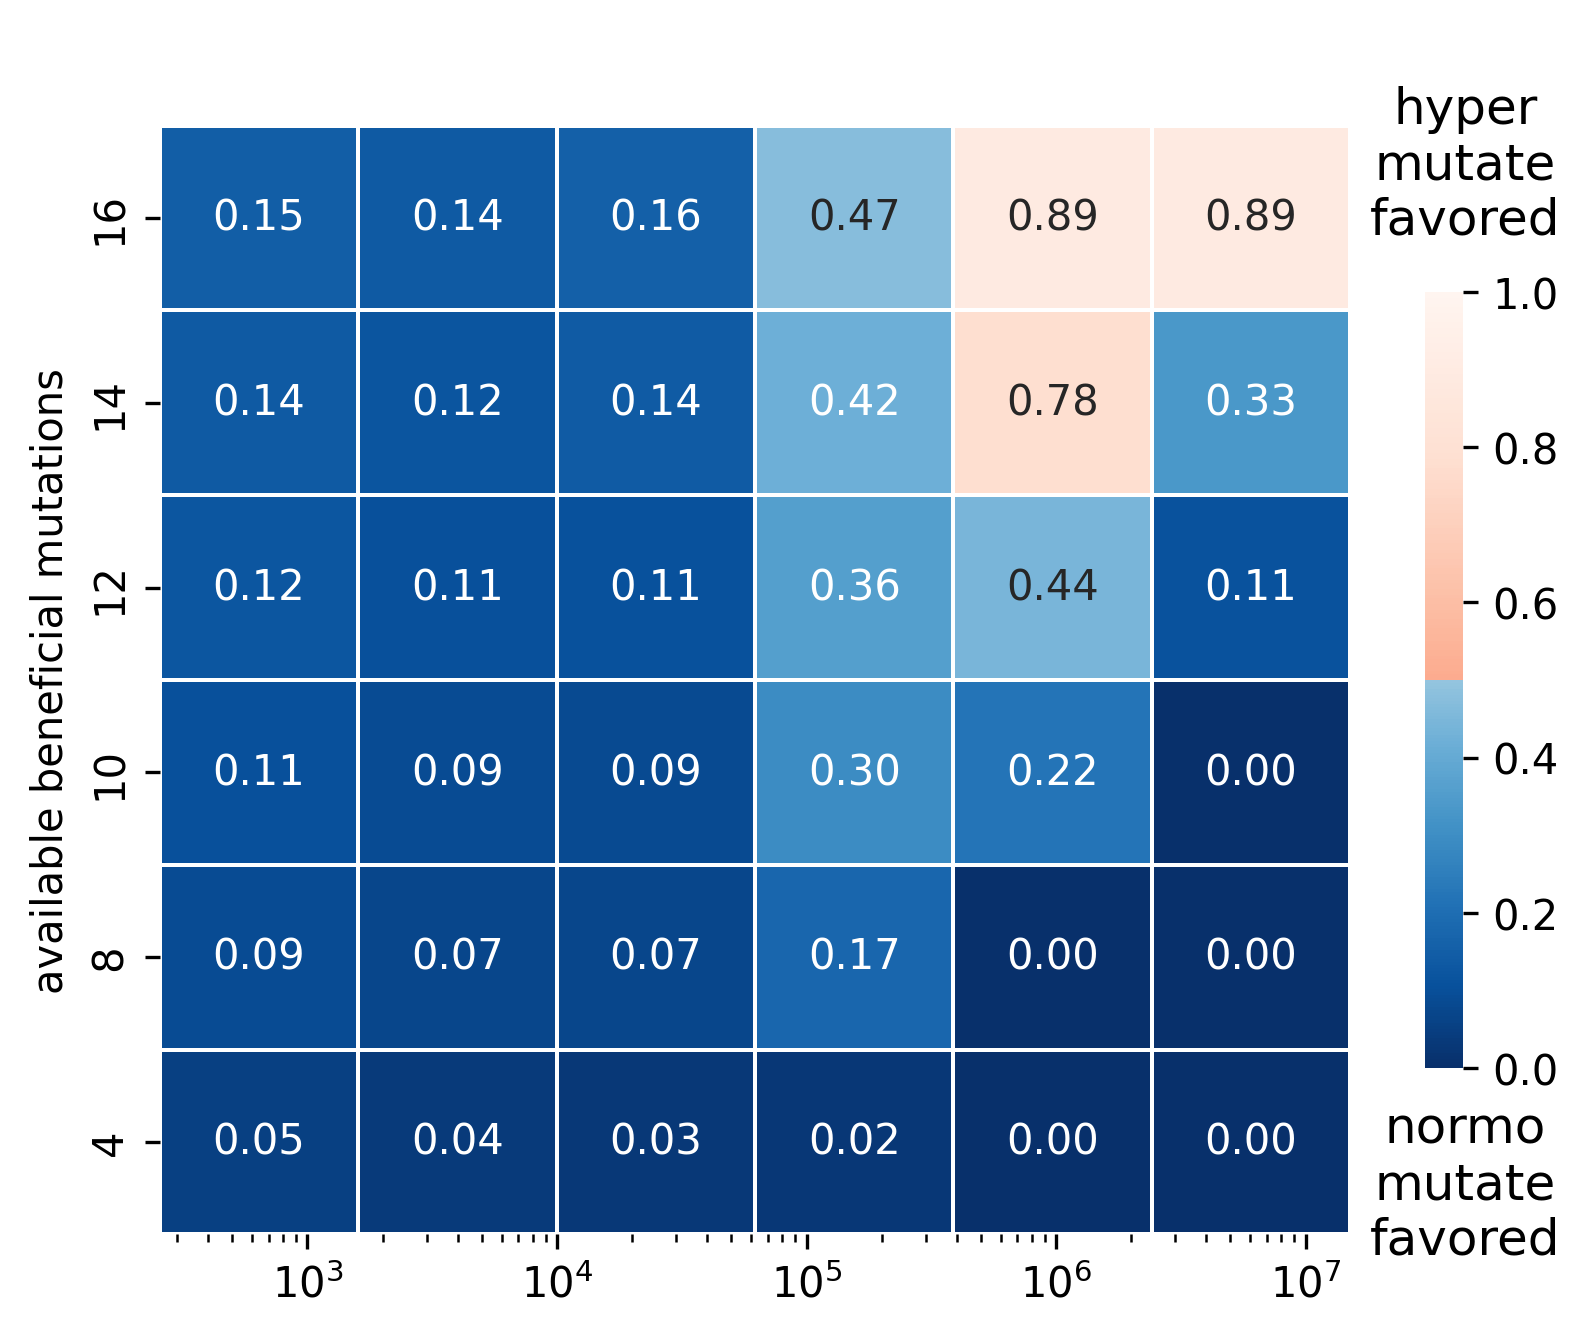 hyper
mutate
favored
available beneficial mutations
16
0.15 0.14 0.16 0.47 0.89 0.89
14
0.14 0.12 0.14 0.42 0.78 0.33
12
0.12 0.11 0.11 0.36 0.44 0.11
10
0.11 0.09 0.09 0.30 0.22 0.00
8
0.09 0.07 0.07 0.17 0.00 0.00
4
0.05 0.04 0.03 0.02 0.00 0.00
10³ 10⁴ 10⁵ 10⁶ 10⁷
1.0
0.8
0.6
0.4
0.2
0.0
normo
mutate
favored